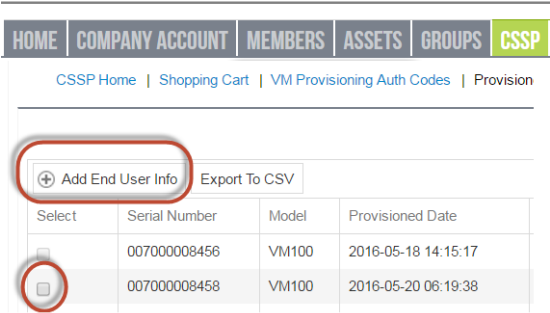 HOME COMPANY ACCOUNT MEMBERS ASSETS GROUPS CSSP
CSSP Home | Shopping Cart | VM Provisioning Auth Codes | Provision
Add End User Info Export To CSV
Select Serial Number Model Provisioned Date
007000008456 VM100 2016-05-18 14:15:17
007000008458 VM100 2016-05-20 06:19:38